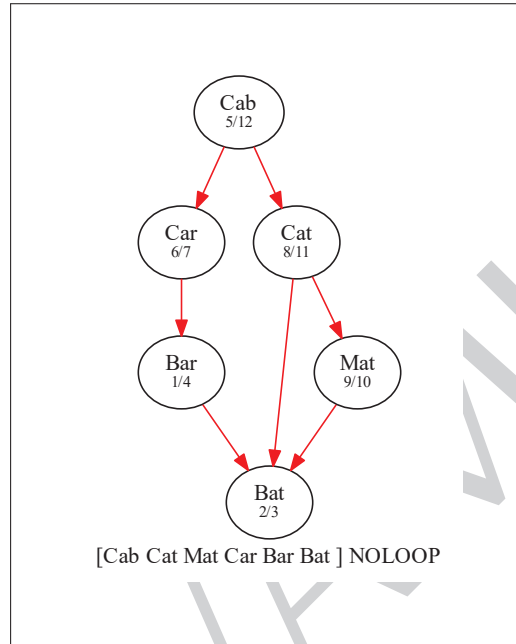 Cab
5/12
Car
6/7
Cat
8/11
Bar
1/4
Mat
9/10
Bat
2/3
[Cab Cat Mat Car Bar Bat ] NOLOOP